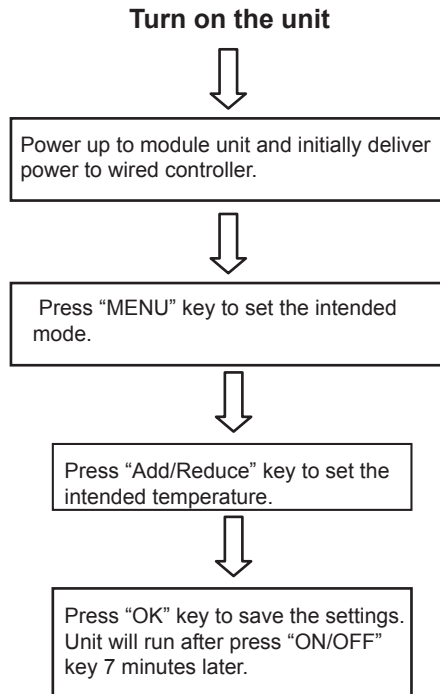 Turn on the unit
Power up to module unit and initially deliver
power to wired controller.
Press “MENU” key to set the intended
mode.
Press “Add/Reduce” key to set the
intended temperature.
Press “OK” key to save the settings.
Unit will run after press “ON/OFF”
key 7 minutes later.